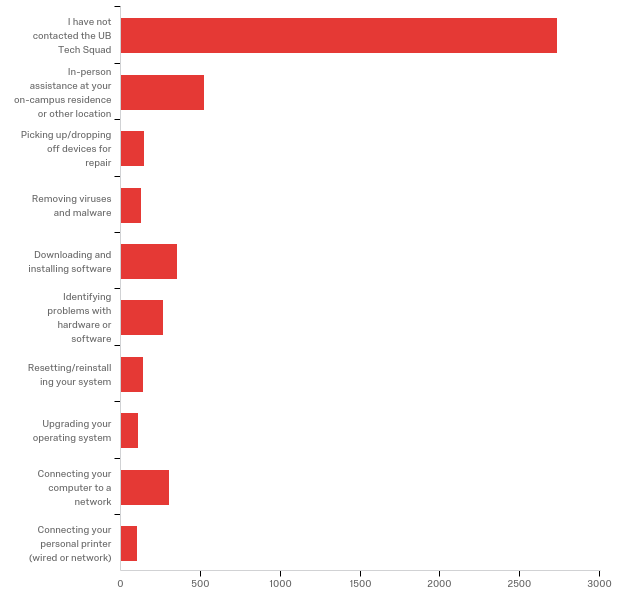 I have not
contacted the UB
Tech Squad
In-person
assistance at your
on-campus residence
or other location
Picking up/dropping
off devices for
repair
Removing viruses
and malware
Downloading and
installing software
Identifying
problems with
hardware or
software
Resetting/reinstall
ing your system
Upgrading your
operating system
Connecting your
computer to a
network
Connecting your
personal printer
(wired or network)
0 500 1000 1500 2000 2500 3000